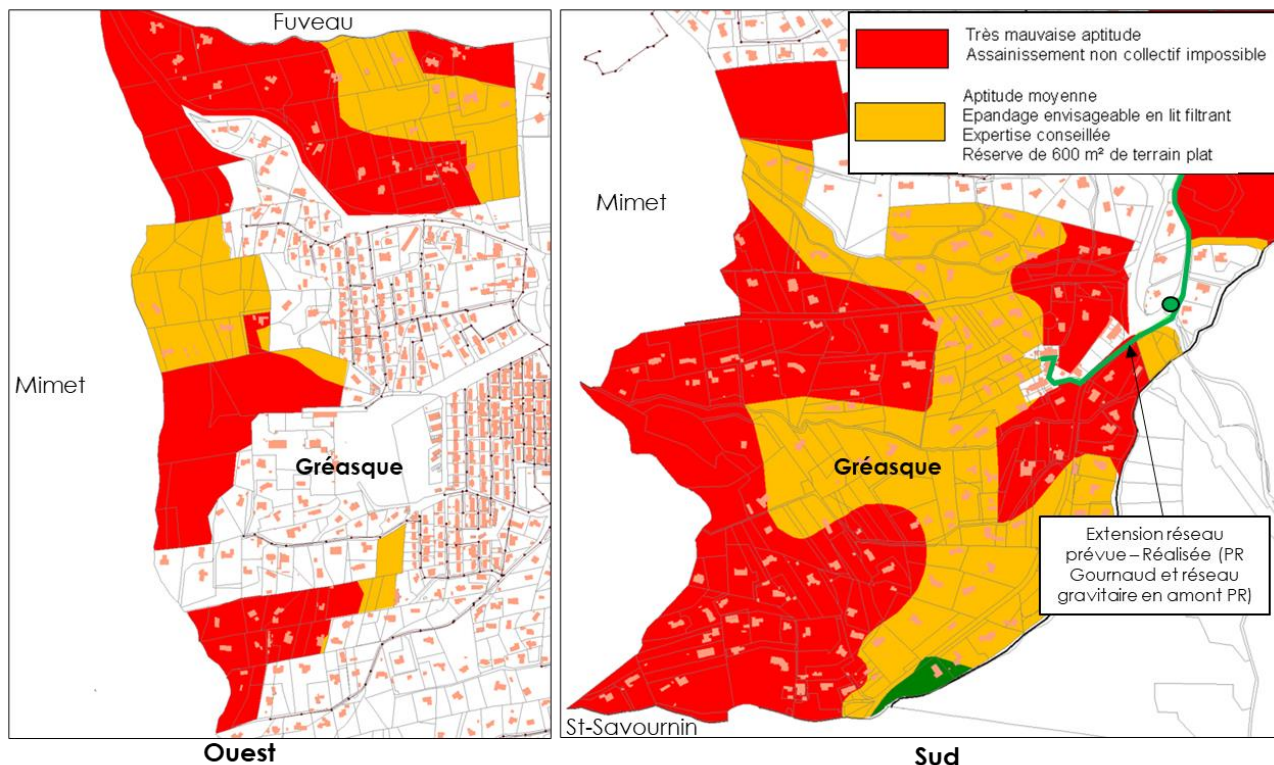 Fuveau
Mimet
Gréasque
Ouest
Très mauvaise aptitude
Assainissement non collectif impossible
Aptitude moyenne
Epandage envisageable en lit filtrant
Expertise conseillée
Réserve de 600 m² de terrain plat
Mimet
Gréasque
Extension réseau
prévue – Réalisée (PR
Gournaud et réseau
gravitaire en amont PR)
St-Savournin
Sud